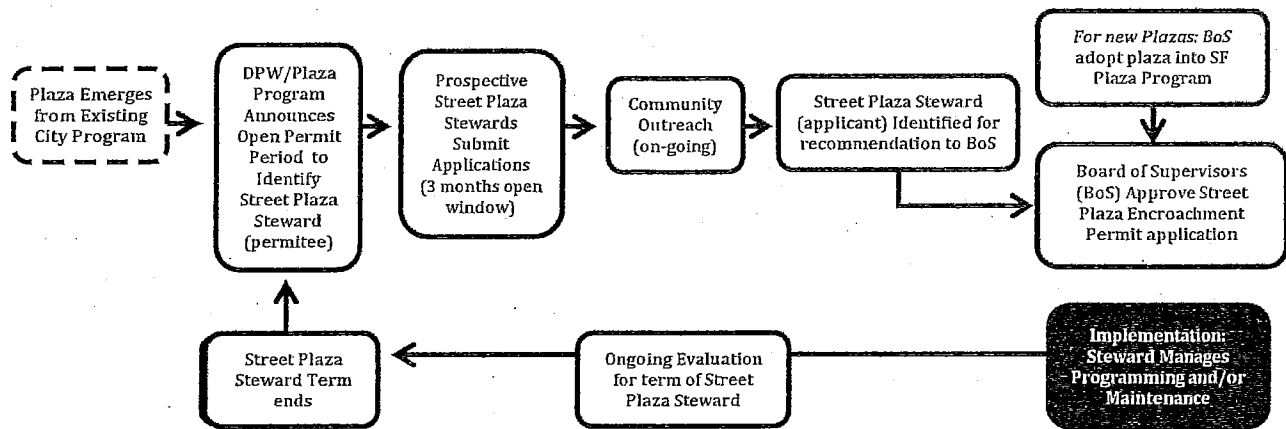 Plaza Emerges
from Existing
City Program
DPW/Plaza
Program
Announces
Open Permit
Period to
Identify
Street Plaza
Steward
(permitee)
Prospective
Street Plaza
Stewards
Submit
Applications
(3 months open
window)
Community
Outreach
(on-going)
Street Plaza Steward
(applicant) Identified for
recommendation to BoS
For new Plazas: BoS
adopt plaza into SF
Plaza Program
Board of Supervisors
(BoS) Approve Street
Plaza Encroachment
Permit application
Implementation:
Steward Manages
Programming and/or
Maintenance
Ongoing Evaluation
for term of Street
Plaza Steward
Street Plaza
Steward Term
ends